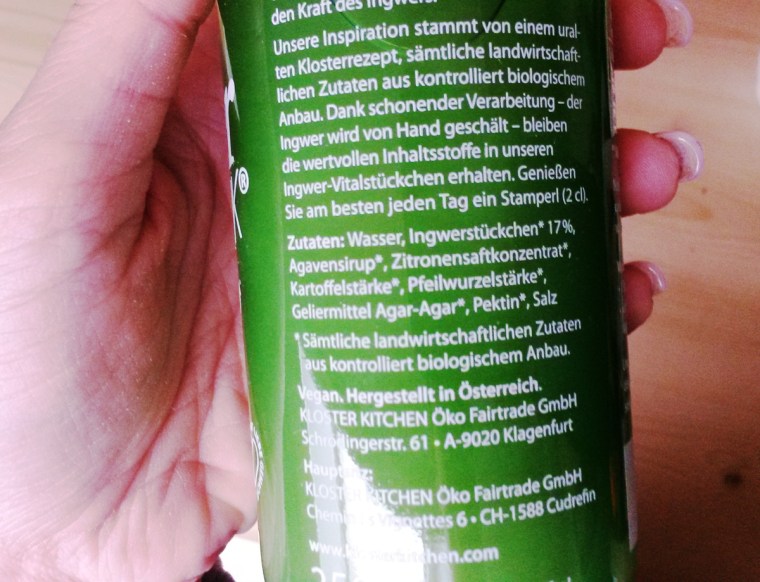 den Kraft des Ingwers.
Unsere Inspiration stammt von einem ural-
ten Klosterrezept, sämtliche landwirtschaft-
lichen Zutaten aus kontrolliert biologischem
Anbau. Dank schonender Verarbeitung – der
Ingwer wird von Hand geschält – bleiben
die wertvollen Inhaltsstoffe in unseren
Ingwer-Vitalstückchen erhalten. Genießen
Sie am besten jeden Tag ein Stamperl (2 cl).
Zutaten: Wasser, Ingwerstückchen* 17%,
Agavensirup*, Zitronensaftkonzentrat*,
Kartoffelstärke*, Pfeilwurzelstärke*,
Geliermittel Agar-Agar*, Pektin*, Salz
*Sämtliche landwirtschaftlichen Zutaten
aus kontrolliert biologischem Anbau.
Vegan. Hergestellt in Österreich.
KLOSTER KITCHEN Öko Fairtrade GmbH
Schrödingerstr. 61 • A-9020 Klagenfurt
KLOSTER KITCHEN Öko Fairtrade GmbH
6 • CH-1588 Cudrefin
K®